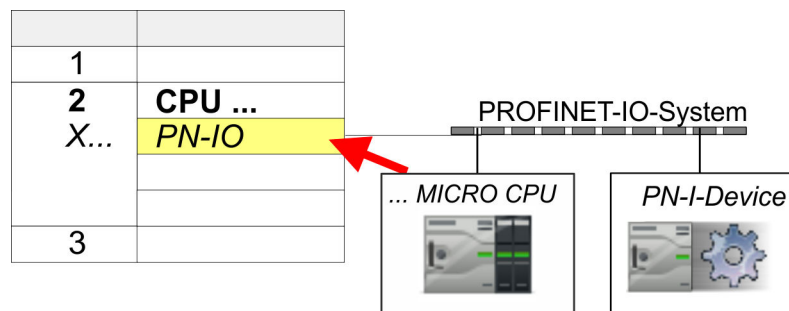 1
2 CPU ...
X... PN-IO
3
PROFINET-IO-System
... MICRO CPU
PN-I-Device